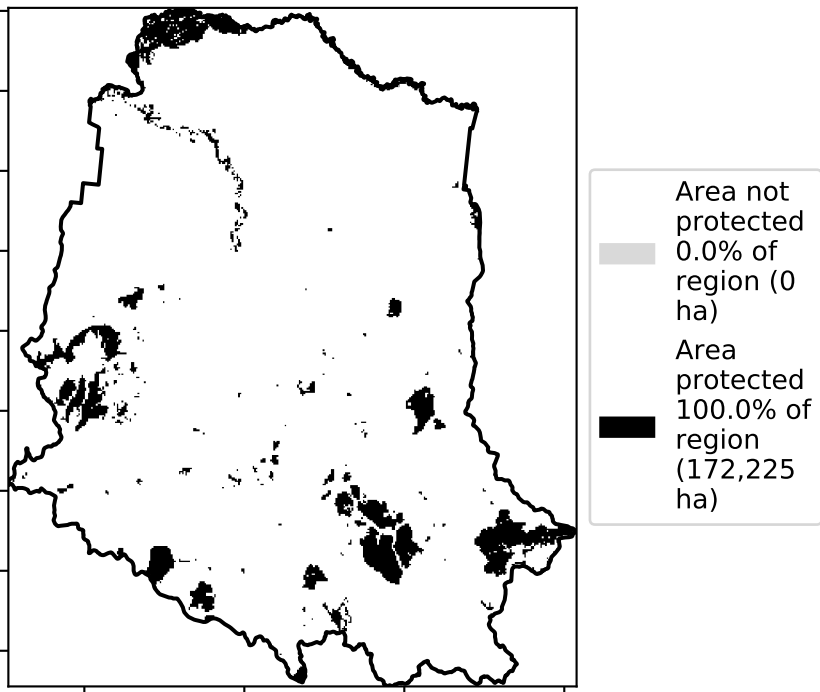 Area not
protected
0.0% of
region (0
ha)
Area
protected
100.0% of
region
(172,225
ha)